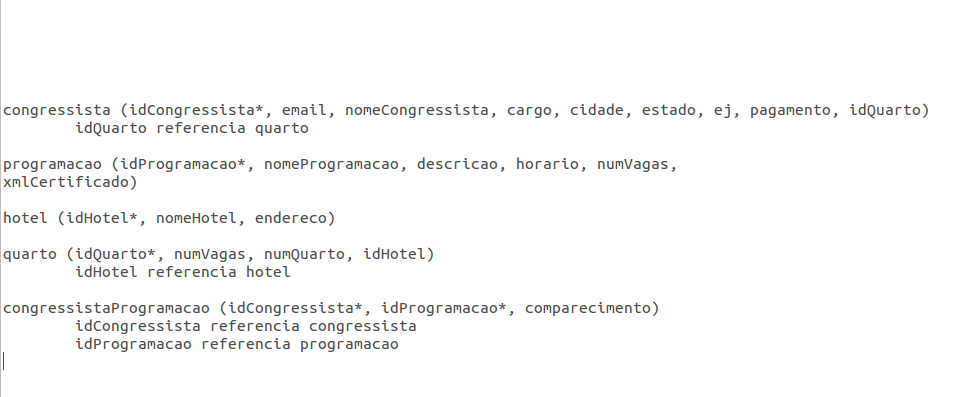 congressista (idCongressista*, email, nomeCongressista, cargo, cidade, estado, ej, pagamento, idQuarto)
idQuarto referencia quarto
programacao (idProgramacao*, nomeProgramacao, descricao, horario, numVagas,
xmlCertificado)
hotel (idHotel*, nomeHotel, endereco)
quarto (idQuarto*, numVagas, numQuarto, idHotel)
idHotel referencia hotel
congressistaProgramacao (idCongressista*, idProgramacao*, comparecimento)
idCongressista referencia congressista
idProgramacao referencia programacao